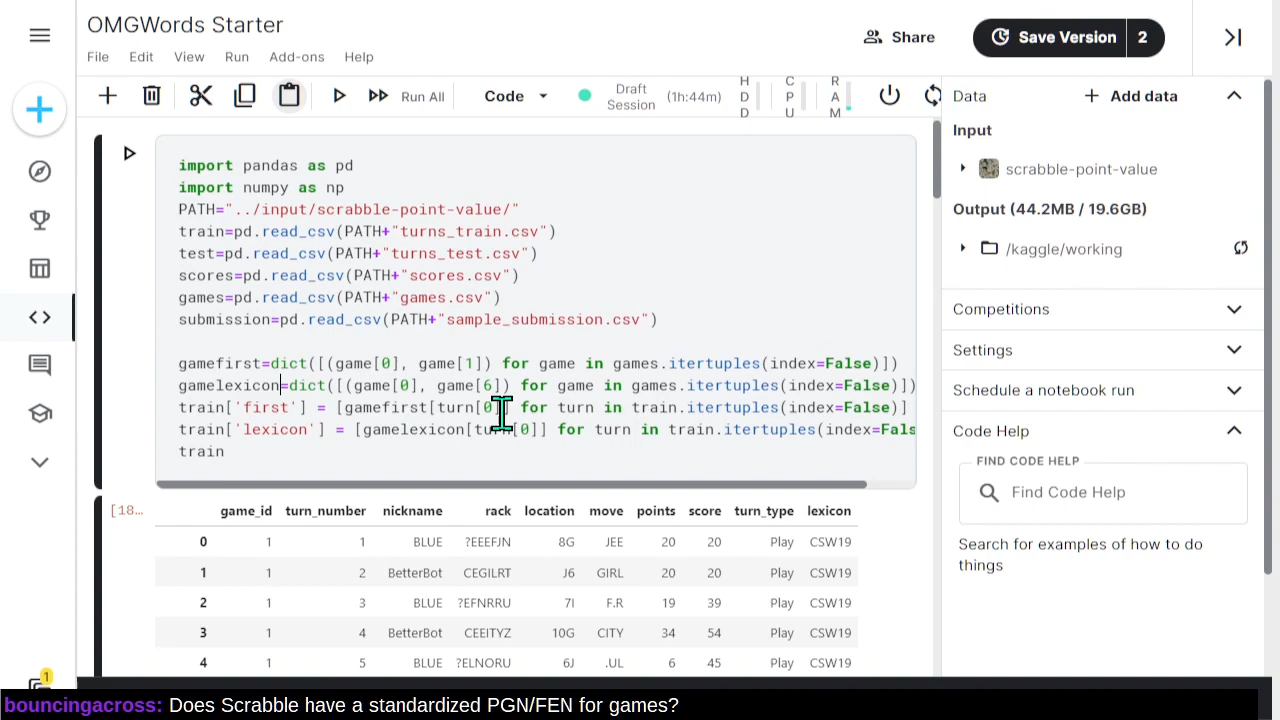 OMGWords Starter
File Edit View Run Add-ons Help
Share
Save Version 2
Run All
Code
Draft Session (1h:44m)
HDD
CPU
RAM
import pandas as pd
import numpy as np
PATH="../input/scrabble-point-value/"
train=pd.read_csv(PATH+"turns_train.csv")
test=pd.read_csv(PATH+"turns_test.csv")
scores=pd.read_csv(PATH+"scores.csv")
games=pd.read_csv(PATH+"games.csv")
submission=pd.read_csv(PATH+"sample_submission.csv")
gamefirst=dict([(game[0], game[1]) for game in games.itertuples(index=False)])
gamelexicon=dict([(game[0], game[6]) for game in games.itertuples(index=False)])
train['first'] = [gamefirst[turn[0]] for turn in train.itertuples(index=False)]
train['lexicon'] = [gamelexicon[turn[0]] for turn in train.itertuples(index=Fals
train
[18...
game_id turn_number nickname rack location move points score turn_type lexicon
0 1 1 BLUE ?EEEFJN 8G JEE 20 20 Play CSW19
1 1 2 BetterBot CEGILRT J6 GIRL 20 20 Play CSW19
2 1 3 BLUE ?EFNRRU 7I F.R 19 39 Play CSW19
3 1 4 BetterBot CEEITYZ 10G CITY 34 54 Play CSW19
4 1 5 BLUE ?ELNORU 6J .UL 6 45 Play CSW19
Data
Add data
Input
scrabble-point-value
Output (44.2MB / 19.6GB)
/kaggle/working
Competitions
Settings
Schedule a notebook run
Code Help
FIND CODE HELP
Find Code Help
Search for examples of how to do
things
1
bouncingacross: Does Scrabble have a standardized PGN/FEN for games?